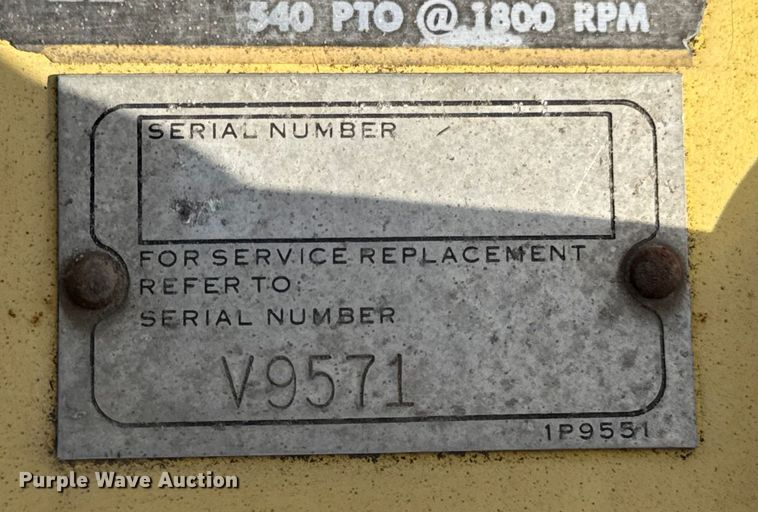 540 PTO @ 1800 RPM
SERIAL NUMBER
FOR SERVICE REPLACEMENT
REFER TO:
SERIAL NUMBER
V9571
1P9551
Purple Wave Auction